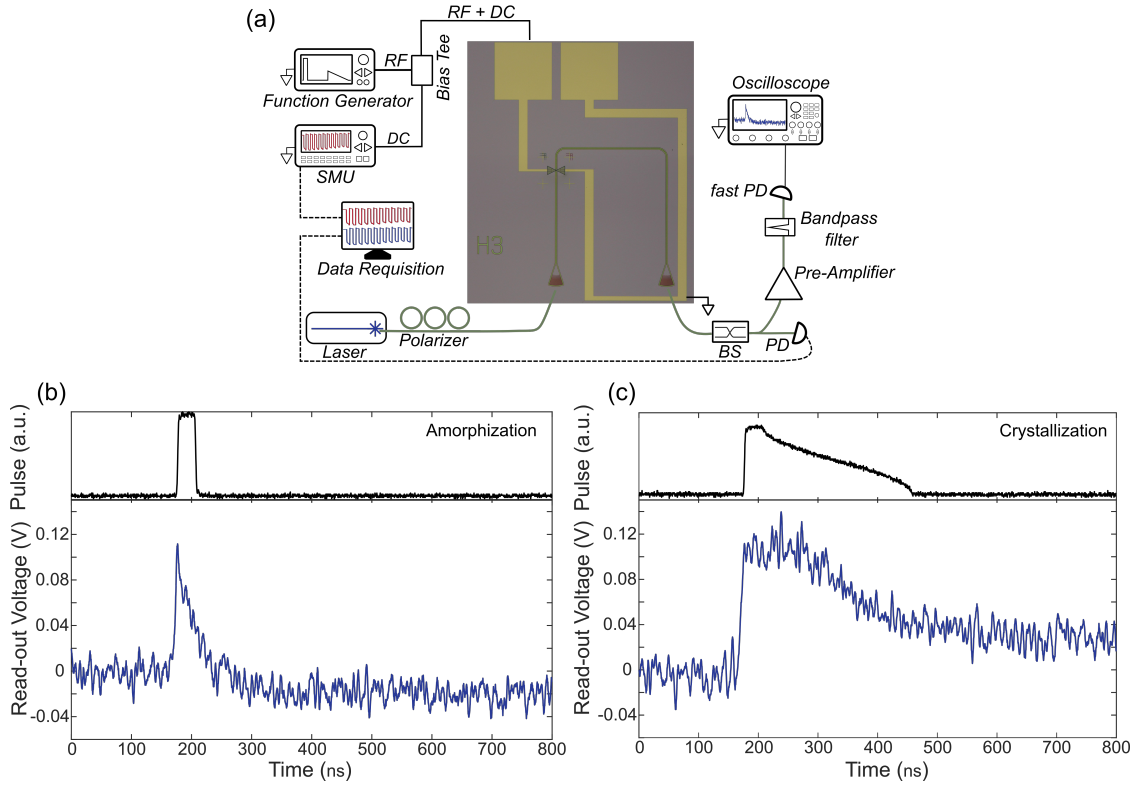 (a)
RF + DC
RF
Bias Tee
Function Generator
DC
SMU
Data Requisition
H3
Oscilloscope
fast PD
Bandpass
filter
Pre-Amplifier
Laser
Polarizer
BS
PD
(b)
Pulse (a.u.)
Amorphization
Read-out Voltage (V)
0.12
0.08
0.04
0
-0.04
0 100 200 300 400 500 600 700 800
Time (ns)
(c)
Pulse (a.u.)
Crystallization
Read-out Voltage (V)
0.12
0.08
0.04
0
-0.04
0 100 200 300 400 500 600 700 800
Time (ns)